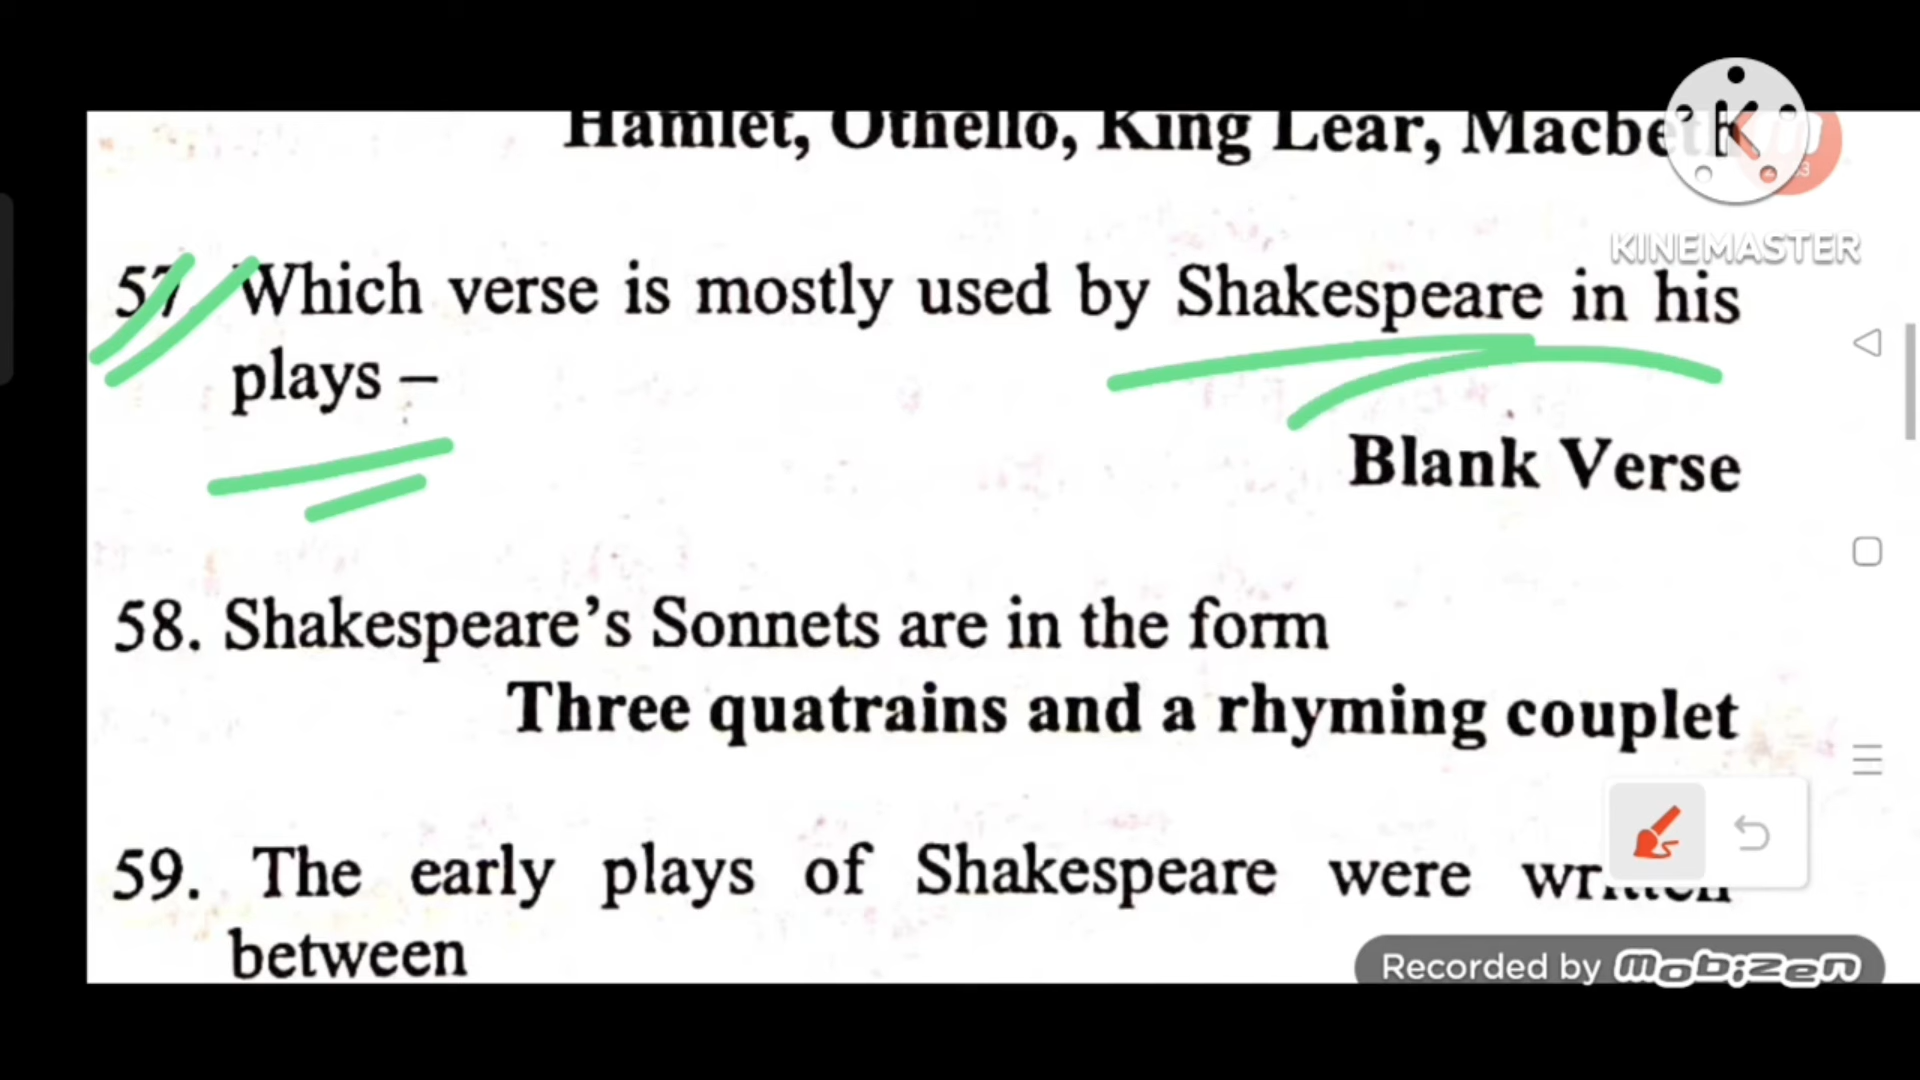 Hamlet, Othello, King Lear, Macbeth
KINEMASTER
57. Which verse is mostly used by Shakespeare in his
plays –
Blank Verse
58. Shakespeare's Sonnets are in the form
Three quatrains and a rhyming couplet
59. The early plays of Shakespeare were written
between
Recorded by mobizen